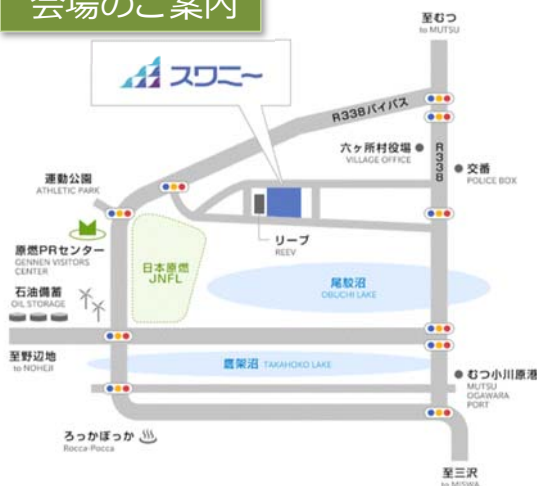 会場のご案内
至むつ
to MUTSU
スワニー
R338バイパス
六ヶ所村役場
VILLAGE OFFICE
R338
交番
POLICE BOX
運動公園
ATHLETIC PARK
リーブ
REEV
原燃PRセンター
GENNEN VISITORS
CENTER
日本原燃
JNFL
尾駮沼
OBUCHI LAKE
石油備蓄
OIL STORAGE
至野辺地
to NOHEJI
鷹架沼 TAKAHOKO LAKE
むつ小川原港
MUTSU
OGAWARA
PORT
ろっかぽっか
Rocca-Pocca
至三沢
to MISWA